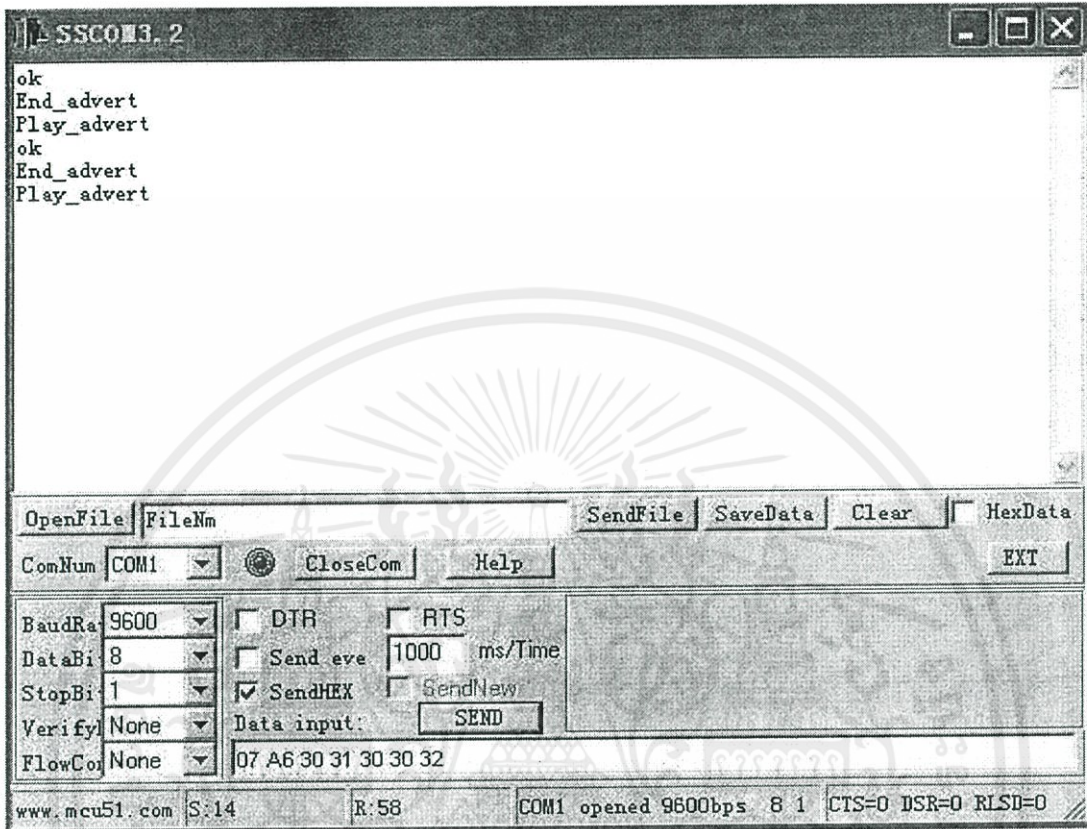 SSCOM3.2
ok
End_advert
Play_advert
ok
End_advert
Play_advert
OpenFile FileNm SendFile SaveData Clear HexData
ComNum COM1 CloseCom Help EXT
BaudRa 9600 DTR RTS
DataBi 8 Send eve 1000 ms/Time
StopBi 1 SendHEX SendNew
VerifyI None Data input: SEND
FlowCo None 07 A6 30 31 30 30 32
www.mcu51.com S:14 R:58 COM1 opened 9600bps 8 1 CTS=0 DSR=0 RLSD=0